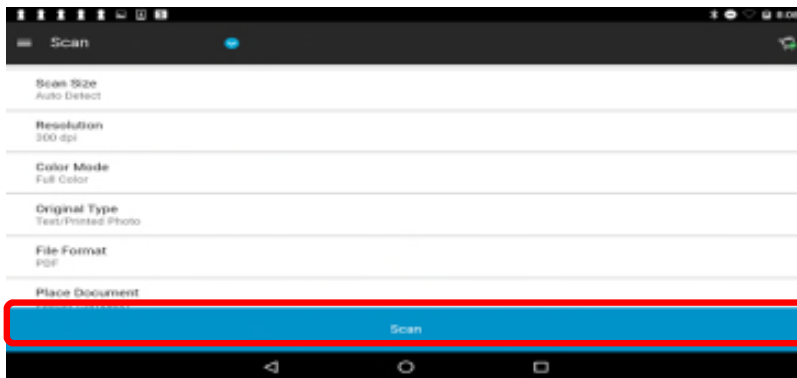 Scan
Scan Size
Auto Detect
Resolution
300 dpi
Color Mode
Full Color
Original Type
Text/Printed Photo
File Format
PDF
Place Document
Scan